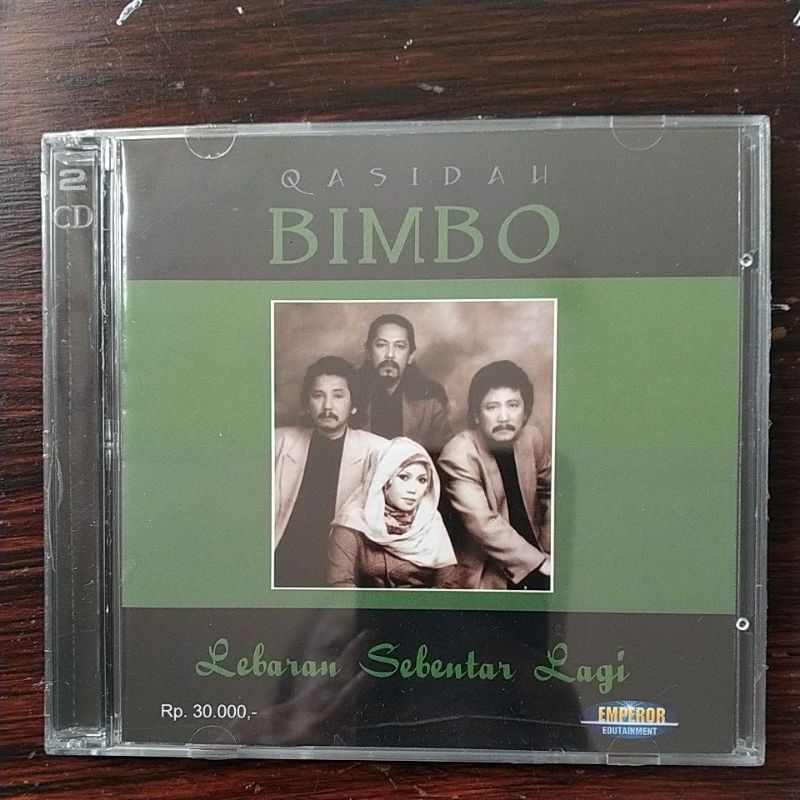 2
CD
QASIDAH
BIMBO
Lebaran Sebentar Lagi
Rp. 30.000,-
EMPEROR
EDUTAINMENT